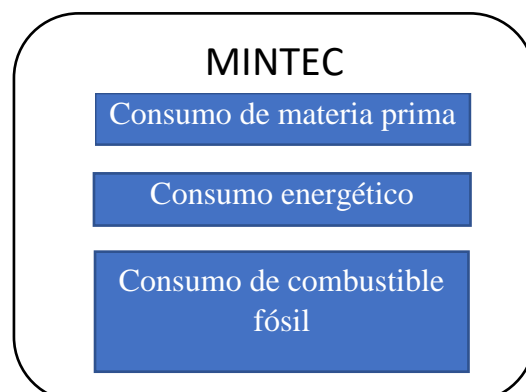 MINTEC
Consumo de materia prima
Consumo energético
Consumo de combustible
fósil